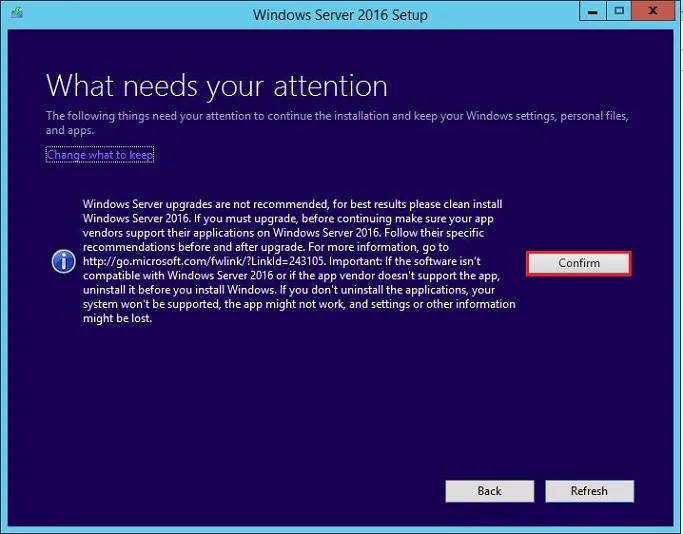 Windows Server 2016 Setup
What needs your attention
The following things need your attention to continue the installation and keep your Windows settings, personal files,
and apps.
Change what to keep
Windows Server upgrades are not recommended, for best results please clean install
Windows Server 2016. If you must upgrade, before continuing make sure your app
vendors support their applications on Windows Server 2016. Follow their specific
recommendations before and after upgrade. For more information, go to
http://go.microsoft.com/fwlink/?LinkId=243105. Important: If the software isn't
compatible with Windows Server 2016 or if the app vendor doesn't support the app,
uninstall it before you install Windows. If you don't uninstall the applications, your
system won't be supported, the app might not work, and settings or other information
might be lost.
Confirm
Back
Refresh